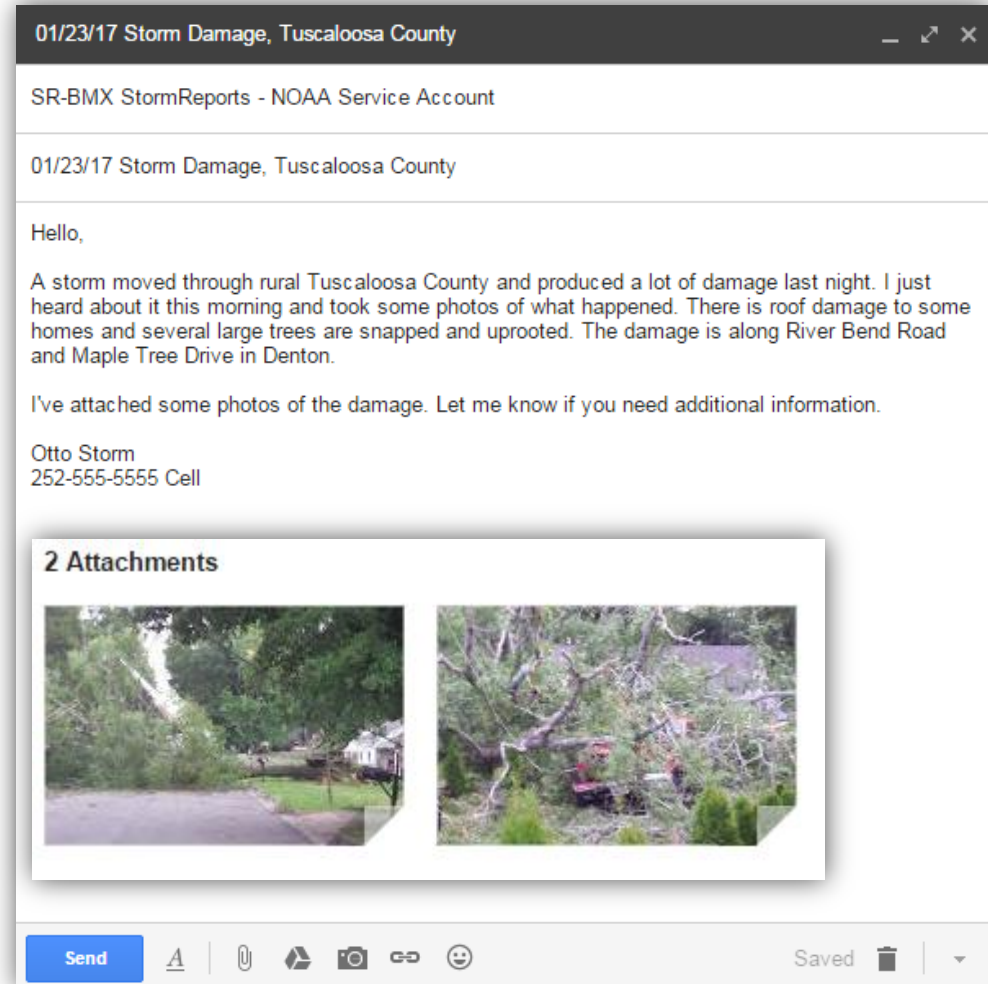 01/23/17 Storm Damage, Tuscaloosa County
SR-BMX StormReports - NOAA Service Account
01/23/17 Storm Damage, Tuscaloosa County
Hello,
A storm moved through rural Tuscaloosa County and produced a lot of damage last night. I just
heard about it this morning and took some photos of what happened. There is roof damage to some
homes and several large trees are snapped and uprooted. The damage is along River Bend Road
and Maple Tree Drive in Denton.
I've attached some photos of the damage. Let me know if you need additional information.
Otto Storm
252-555-5555 Cell
2 Attachments
Send A Saved